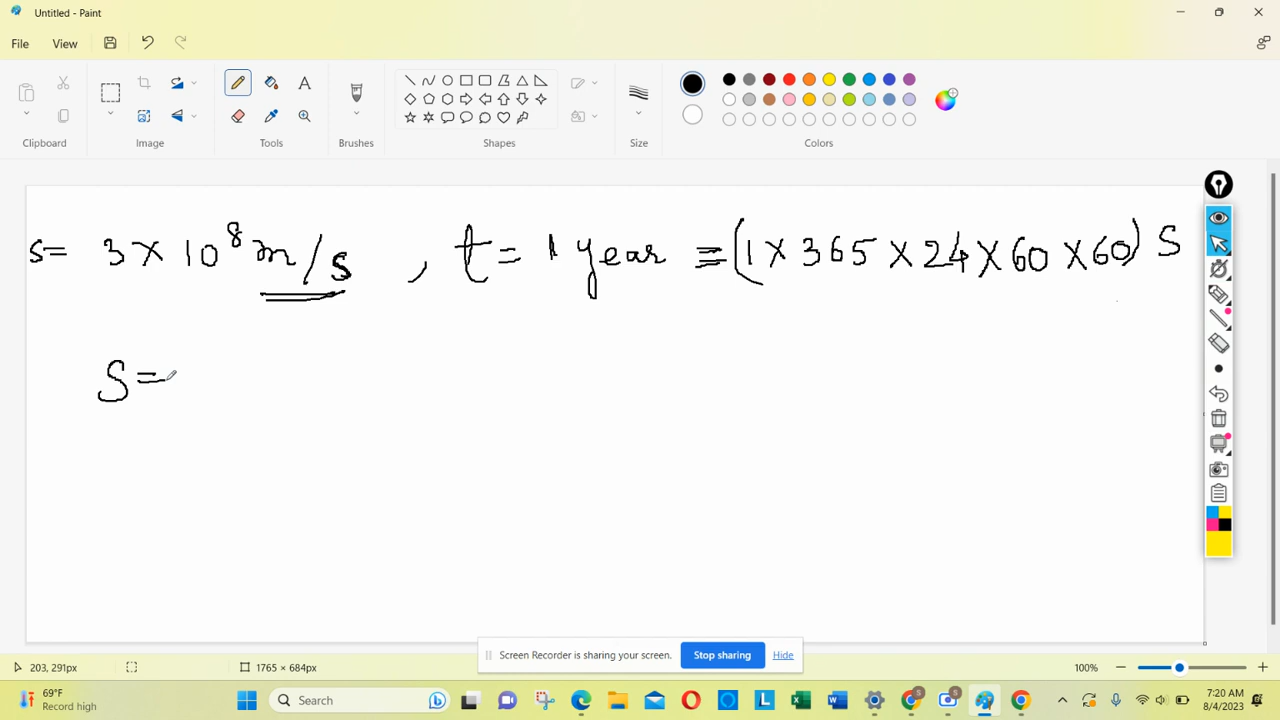 Untitled - Paint
File View
Clipboard Image Tools Brushes Shapes Size Colors
s= 3 × 10⁸ m/s , t = 1 year ≡ (1 × 365 × 24 × 60 × 60) S
S=
Screen Recorder is sharing your screen. Stop sharing Hide
203, 291px 1765 × 684px 100%
69°F
Record high
Search
7:20 AM
8/4/2023